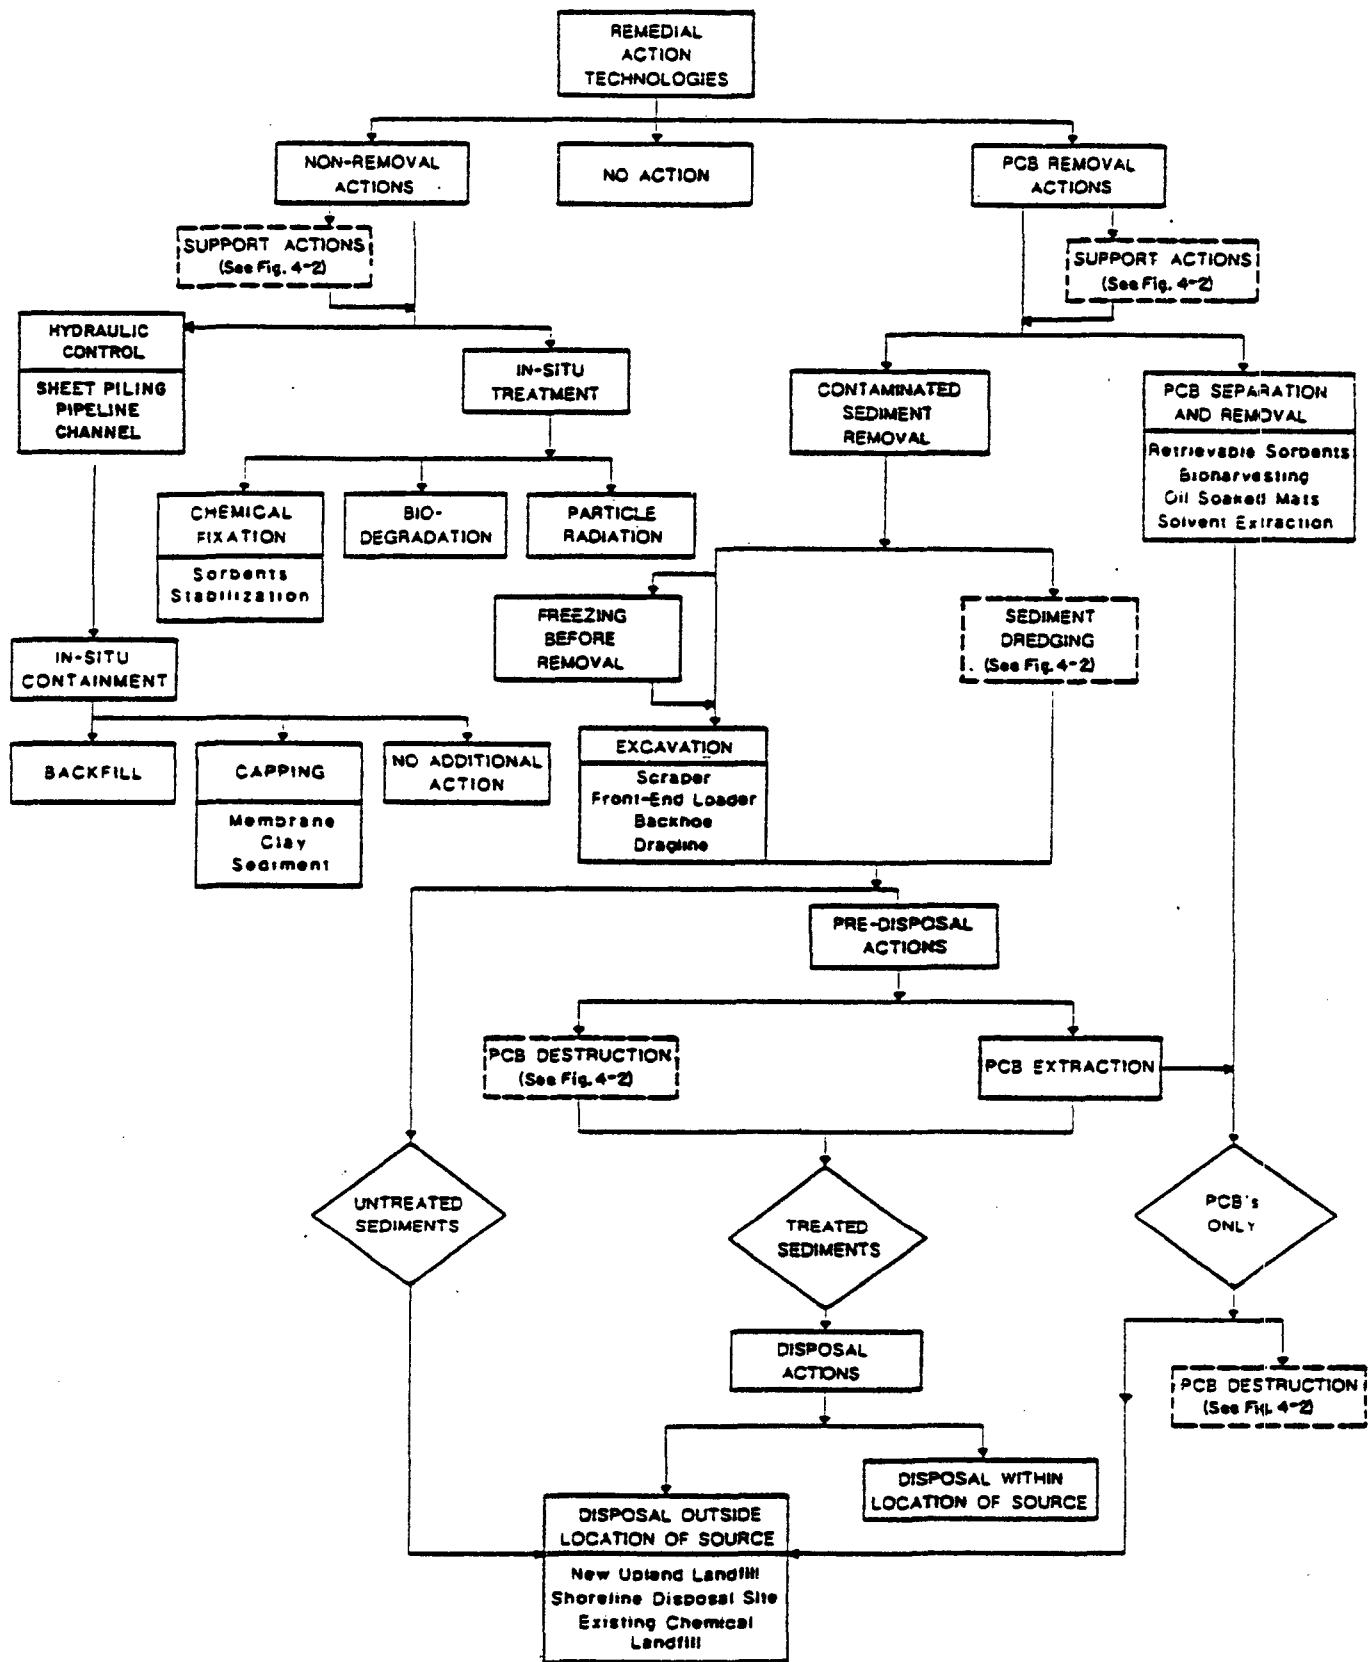 REMEDIAL
ACTION
TECHNOLOGIES
NON-REMOVAL
ACTIONS
NO ACTION
PCB REMOVAL
ACTIONS
SUPPORT ACTIONS
(See Fig. 4-2)
SUPPORT ACTIONS
(See Fig. 4-2)
HYDRAULIC
CONTROL
SHEET PILING
PIPELINE
CHANNEL
IN-SITU
TREATMENT
CONTAMINATED
SEDIMENT
REMOVAL
PCB SEPARATION
AND REMOVAL
Retrievable Sorbents
Bioharvesting
Oil Soaked Mats
Solvent Extraction
CHEMICAL
FIXATION
Sorbents
Stabilization
BIO-
DEGRADATION
PARTICLE
RADIATION
FREEZING
BEFORE
REMOVAL
SEDIMENT
DREDGING
(See Fig. 4-2)
IN-SITU
CONTAINMENT
BACKFILL
CAPPING
Membrane
Clay
Sediment
NO ADDITIONAL
ACTION
EXCAVATION
Scraper
Front-End Loader
Backhoe
Dragline
PRE-DISPOSAL
ACTIONS
PCB DESTRUCTION
(See Fig. 4-2)
PCB EXTRACTION
UNTREATED
SEDIMENTS
TREATED
SEDIMENTS
PCB's
ONLY
DISPOSAL
ACTIONS
PCB DESTRUCTION
(See Fig. 4-2)
DISPOSAL WITHIN
LOCATION OF SOURCE
DISPOSAL OUTSIDE
LOCATION OF SOURCE
New Upland Landfill
Shoreline Disposal Site
Existing Chemical
Landfill